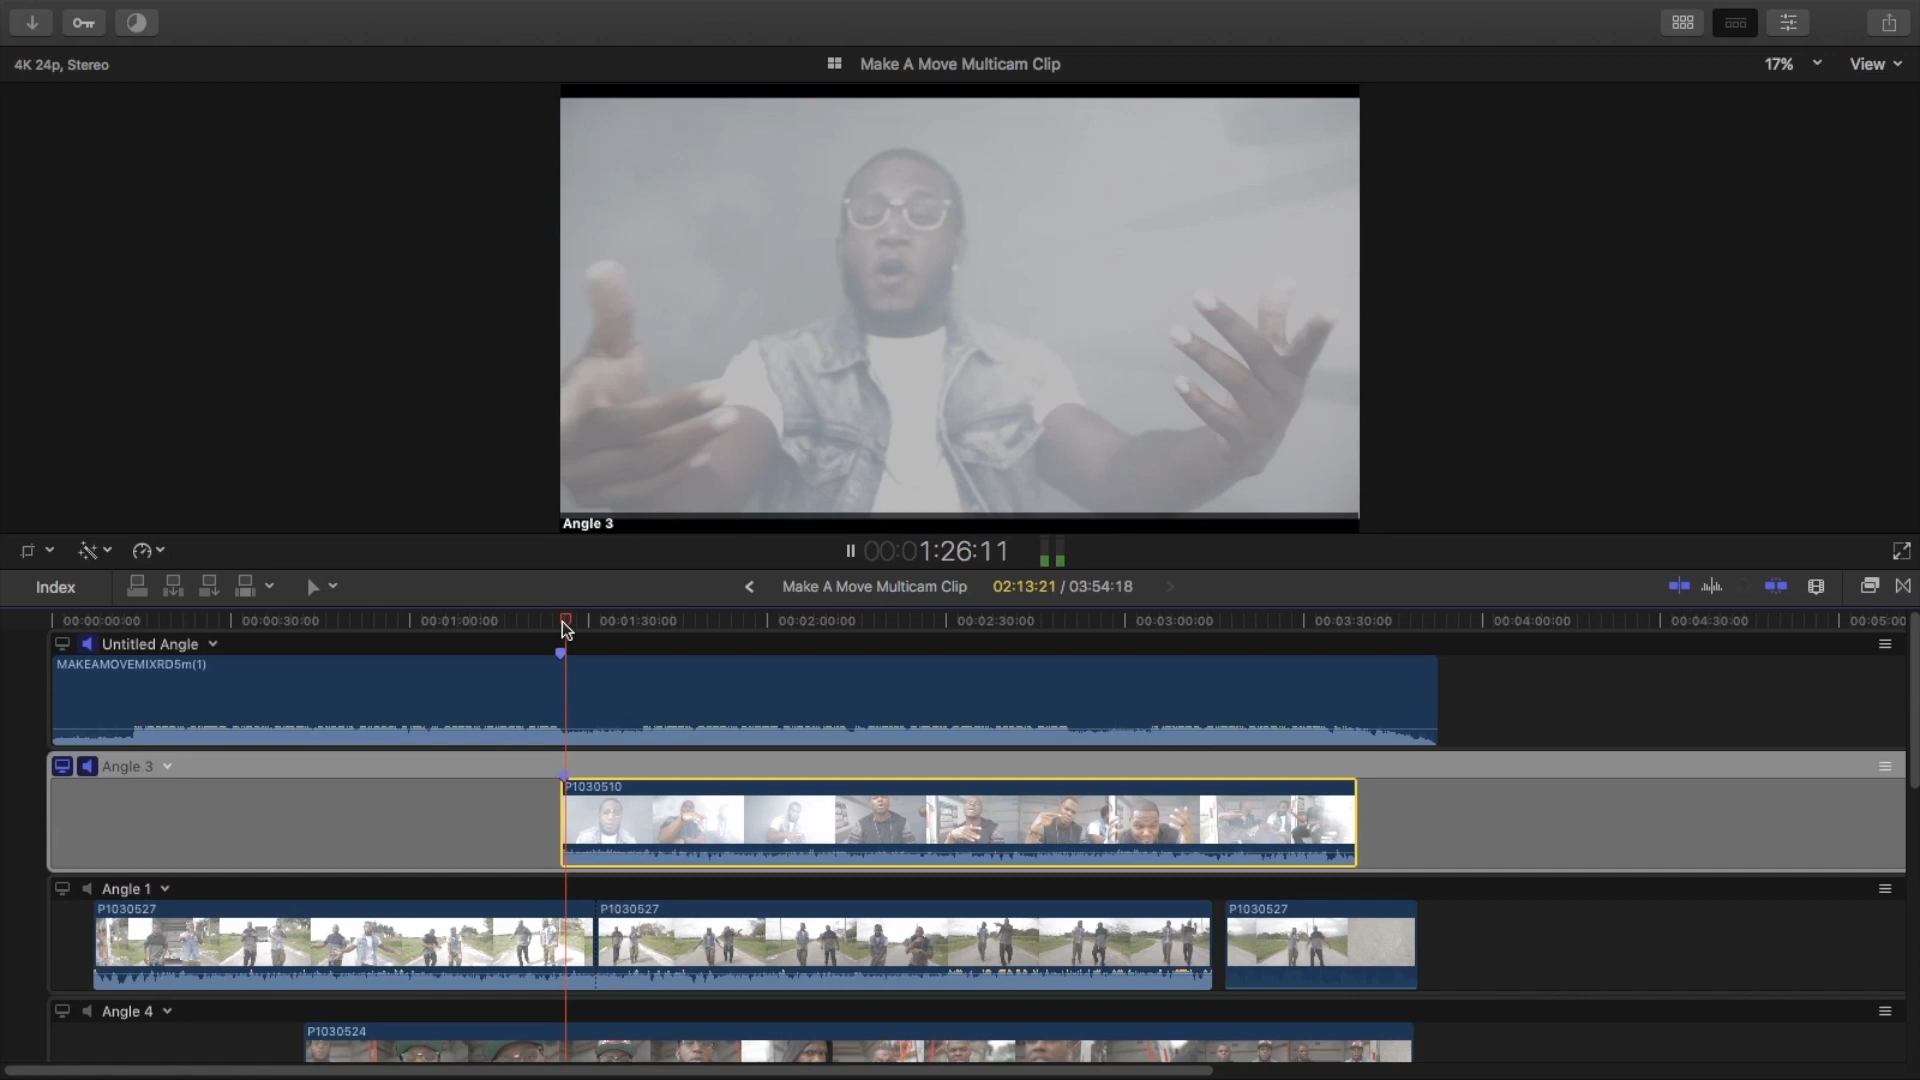 4K 24p, Stereo
Make A Move Multicam Clip
17%
View
Angle 3
00:01:26:11
Index
Make A Move Multicam Clip
02:13:21 / 03:54:18
00:00:00:00
00:00:30:00
00:01:00:00
00:01:30:00
00:02:00:00
00:02:30:00
00:03:00:00
00:03:30:00
00:04:00:00
00:04:30:00
00:05:00
Untitled Angle
MAKEAMOVEMIXRD5m(1)
Angle 3
P1030510
Angle 1
P1030527
P1030527
P1030527
Angle 4
P1030524